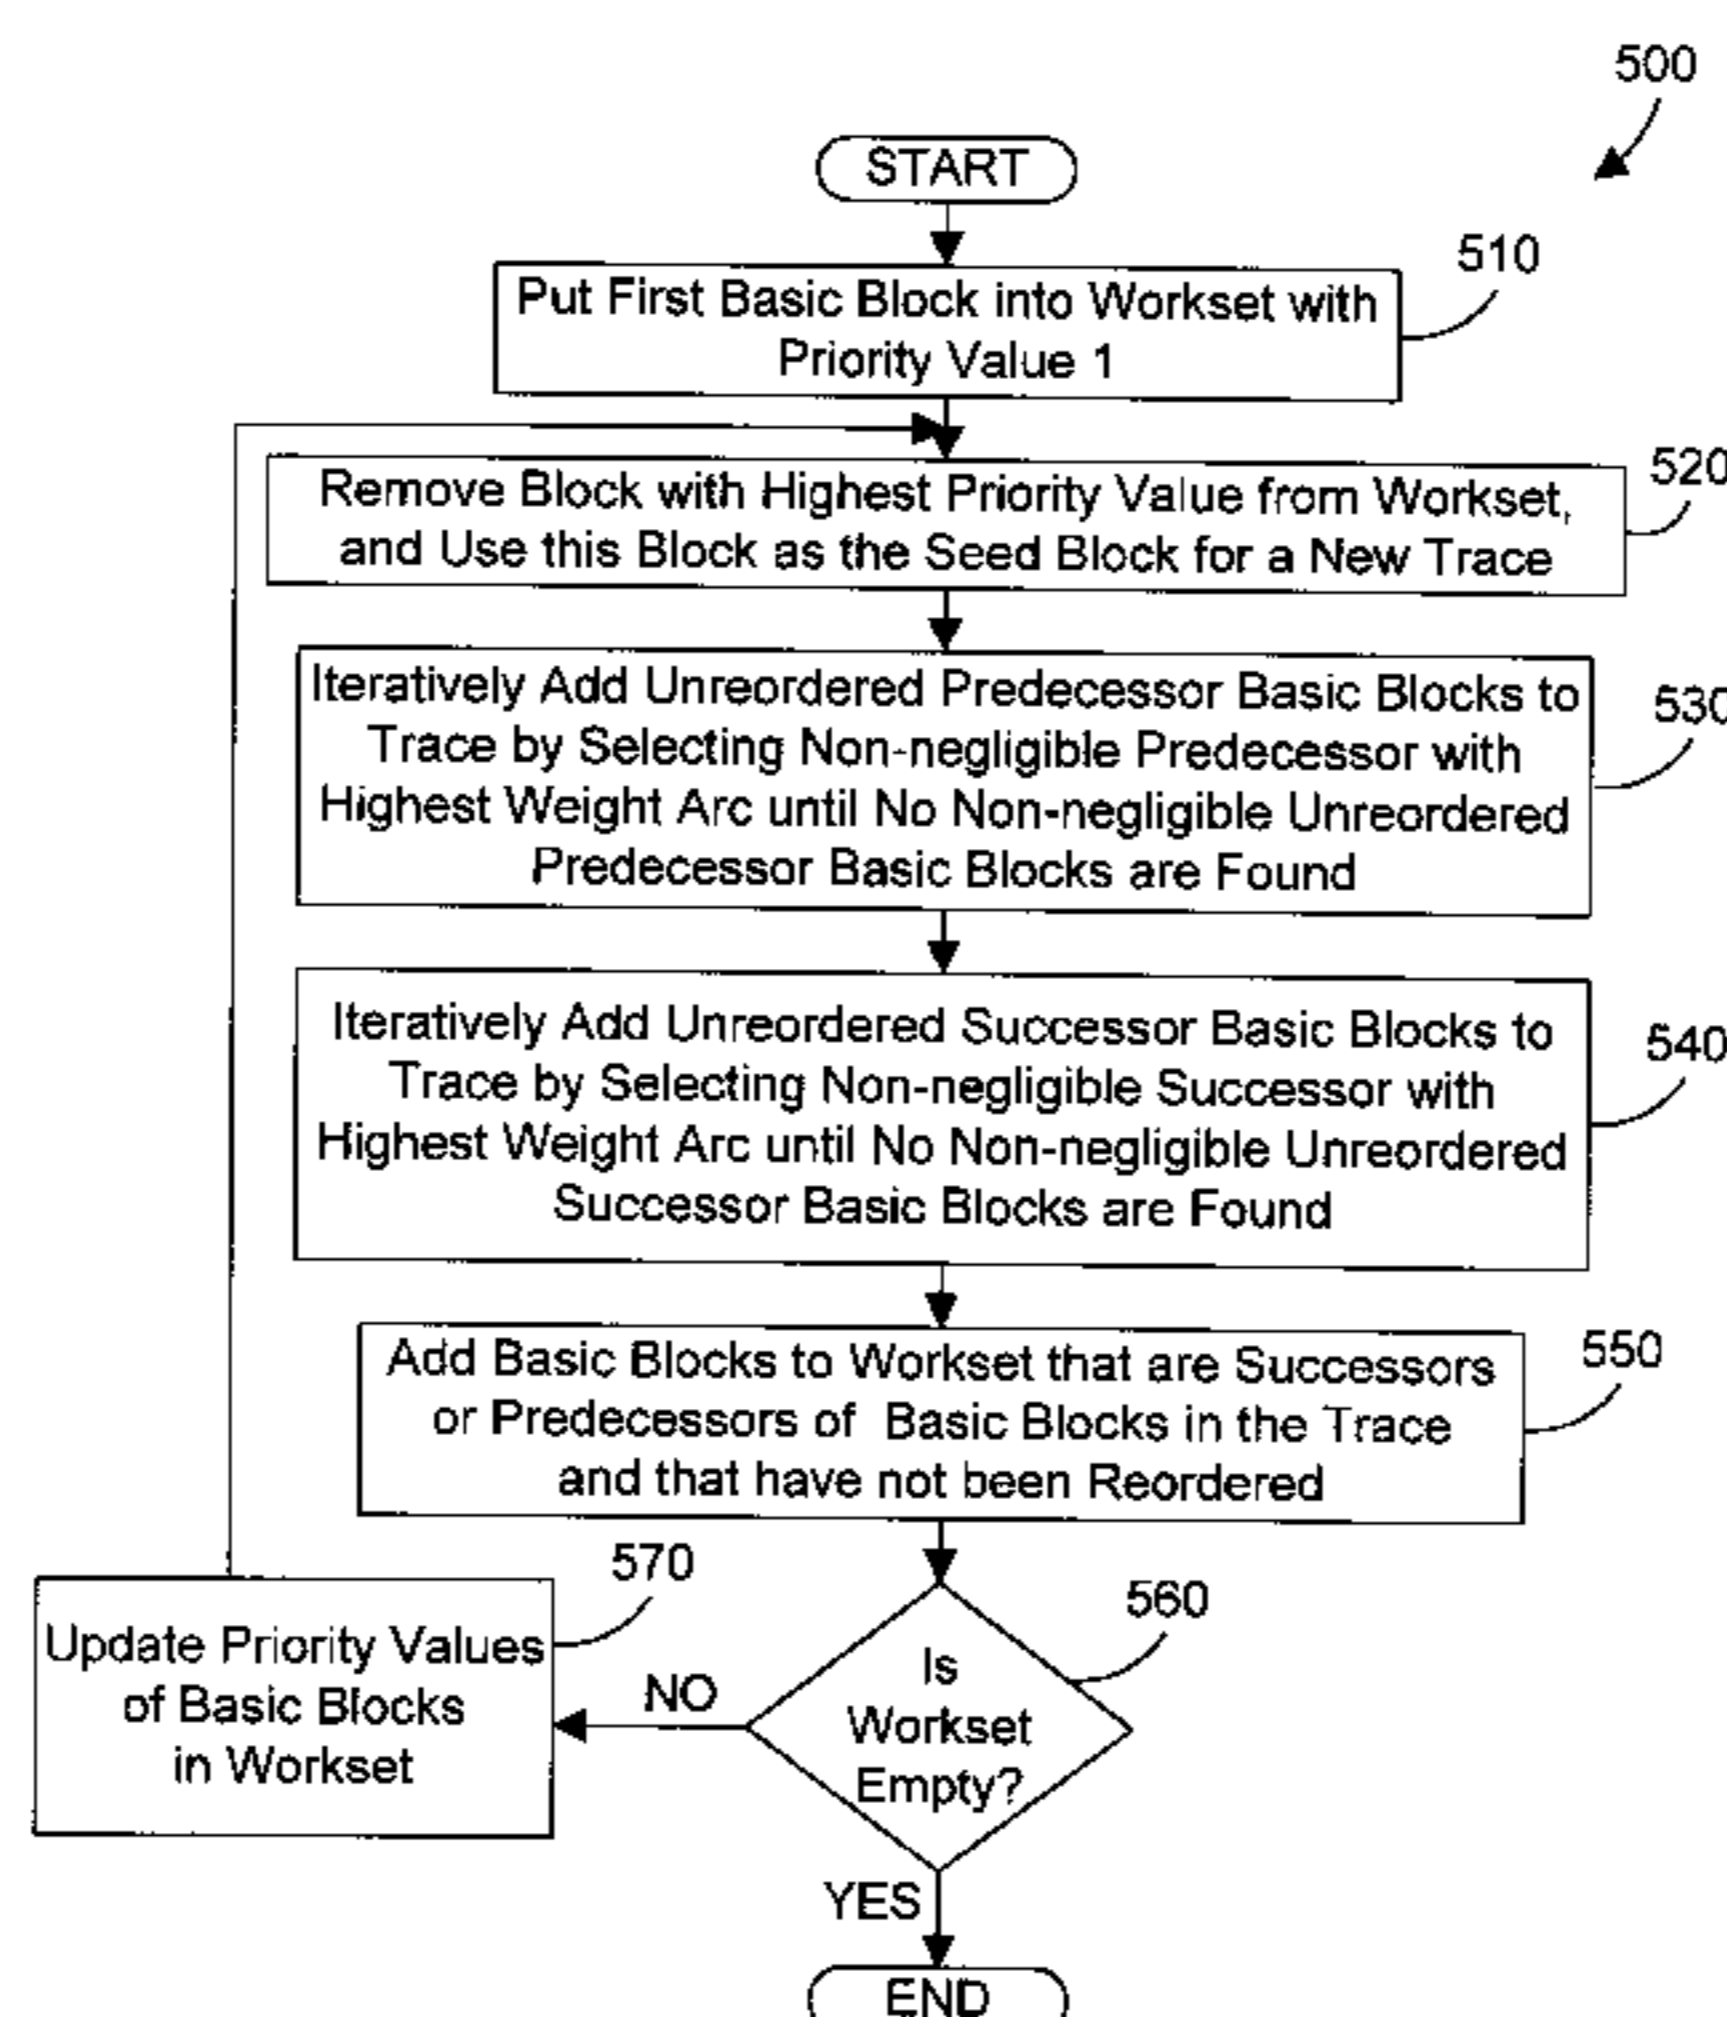 500
START
510
Put First Basic Block into Workset with
Priority Value 1
520
Remove Block with Highest Priority Value from Workset,
and Use this Block as the Seed Block for a New Trace
530
Iteratively Add Unreordered Predecessor Basic Blocks to
Trace by Selecting Non-negligible Predecessor with
Highest Weight Arc until No Non-negligible Unreordered
Predecessor Basic Blocks are Found
540
Iteratively Add Unreordered Successor Basic Blocks to
Trace by Selecting Non-negligible Successor with
Highest Weight Arc until No Non-negligible Unreordered
Successor Basic Blocks are Found
550
Add Basic Blocks to Workset that are Successors
or Predecessors of Basic Blocks in the Trace
and that have not been Reordered
570
Update Priority Values
of Basic Blocks
in Workset
NO
560
Is
Workset
Empty?
YES
END